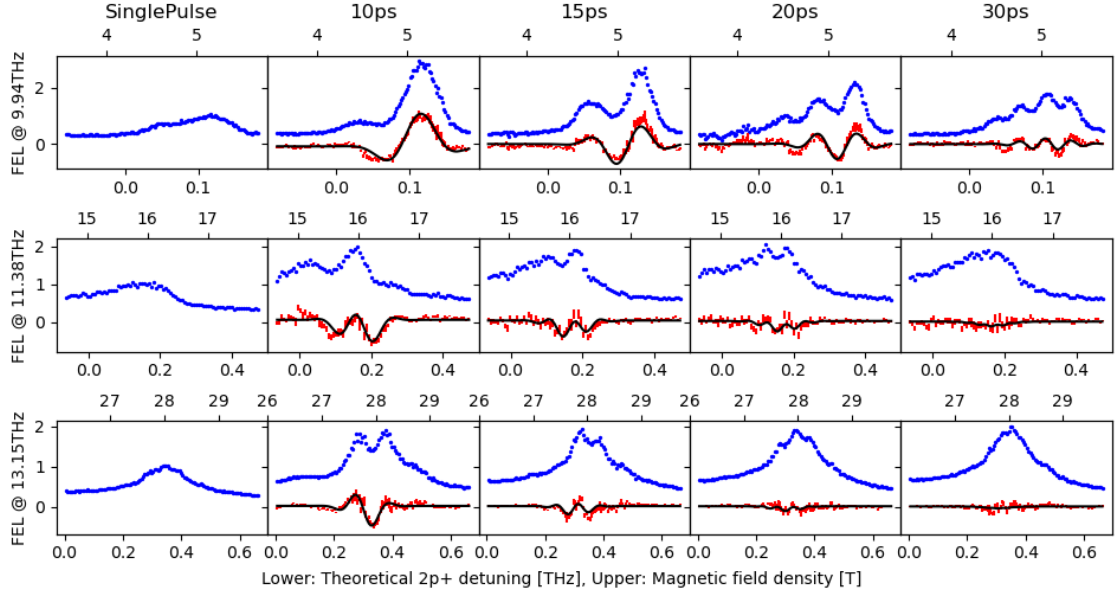 SinglePulse 10ps 15ps 20ps 30ps
4 5 4 5 4 5 4 5 4 5
FEL @ 9.94THz
2
0
0.0 0.1 0.0 0.1 0.0 0.1 0.0 0.1 0.0 0.1
15 16 17 15 16 17 15 16 17 15 16 17 15 16 17
FEL @ 11.38THz
2
1
0
0.0 0.2 0.4 0.0 0.2 0.4 0.0 0.2 0.4 0.0 0.2 0.4 0.0 0.2 0.4
27 28 29 26 27 28 29 26 27 28 29 26 27 28 29 26 27 28 29
FEL @ 13.15THz
2
1
0
0.0 0.2 0.4 0.6 0.0 0.2 0.4 0.6 0.0 0.2 0.4 0.6 0.0 0.2 0.4 0.6 0.0 0.2 0.4 0.6
Lower: Theoretical 2p+ detuning [THz], Upper: Magnetic field density [T]